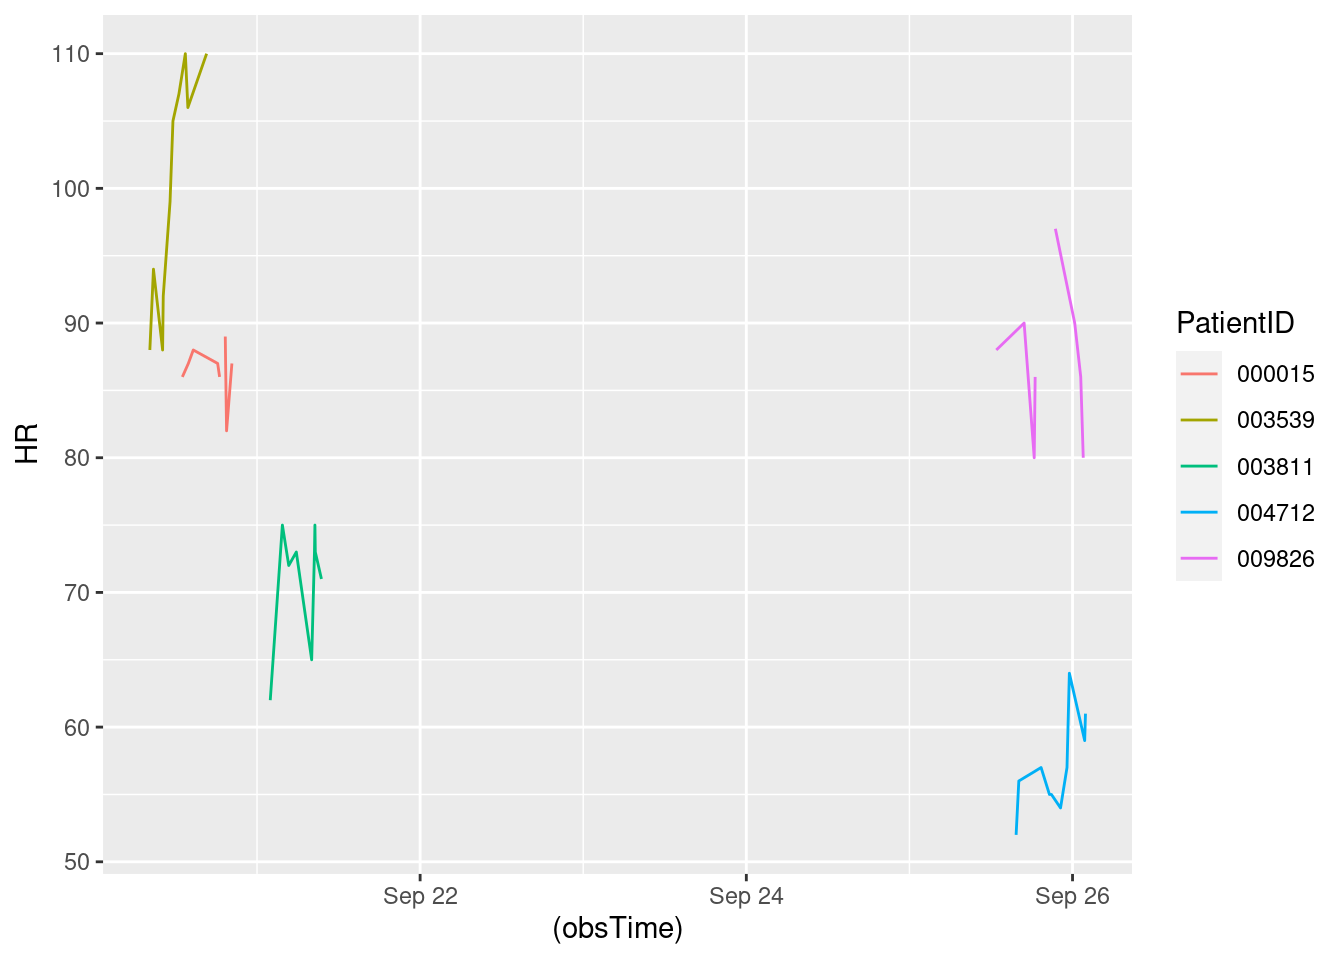 110
100
90
80
70
60
50
HR
Sep 22
Sep 24
Sep 26
(obsTime)
PatientID
000015
003539
003811
004712
009826